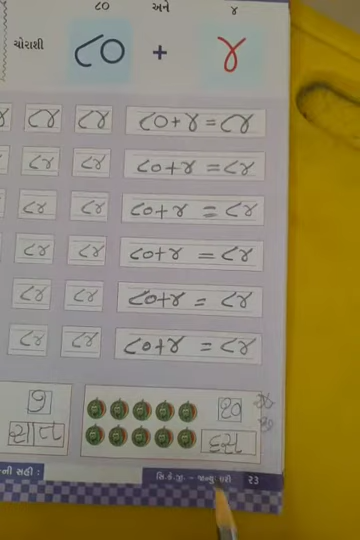 ૮૦ અને ૪
ચોરાશી ૮૦ + ૪
૮૪ ૮૪ ૮૦+૪ =૮૪
૮૪ ૮૪ ૮૦+૪ =૮૪
૮૪ ૮૪ ૮૦+૪ = ૮૪
૮૪ ૮૪ ૮૦+૪ = ૮૪
૮૪ ૮૪ ૮૦+૪ = ૮૪
૮૪ ૮૪ ૮૦+૪ = ૮૪
૭ ૧૦
સાત દસ
ની સહી : સિ.કે.જી. - જાન્યુઆરી ૨૩